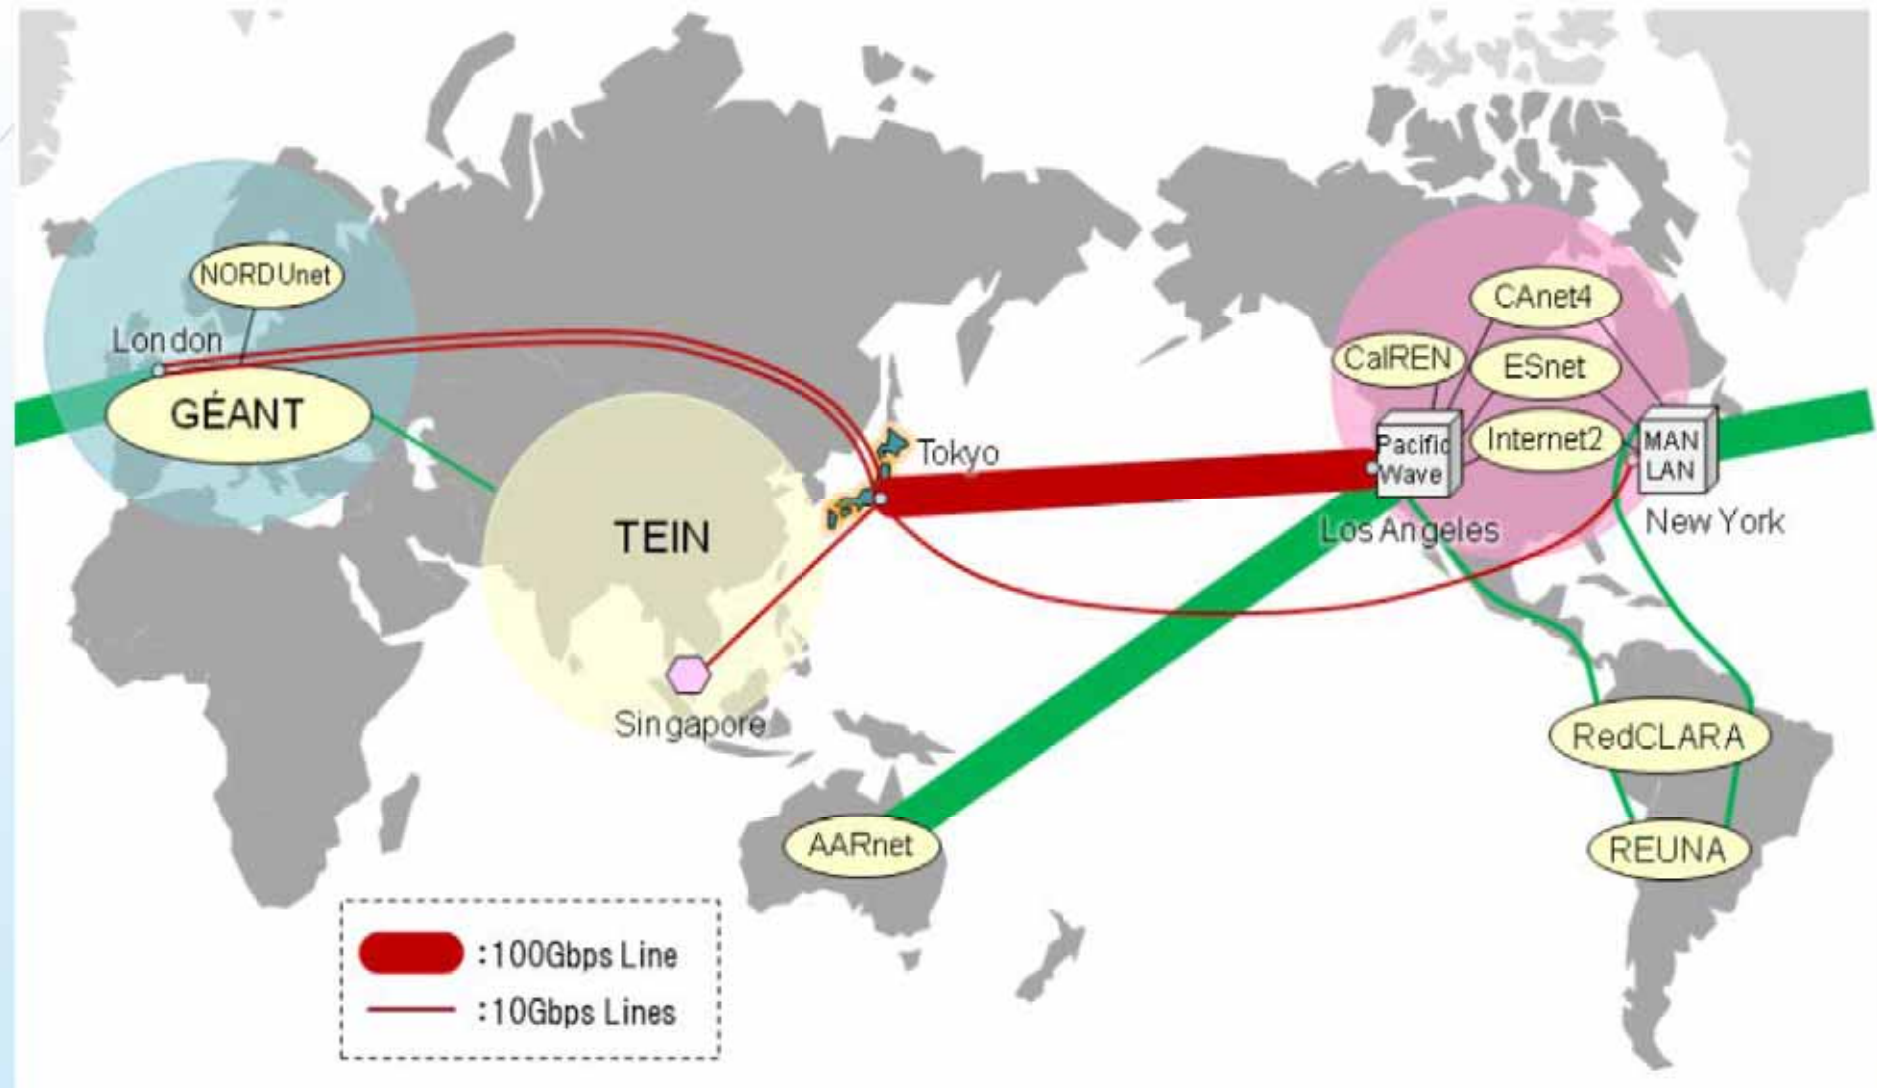 NORDUnet
London
GÉANT
TEIN
Singapore
Tokyo
AARnet
CAnet4
CalREN
ESnet
Internet2
Pacific
Wave
Los Angeles
MAN
LAN
New York
RedCLARA
REUNA
:100Gbps Line
:10Gbps Lines